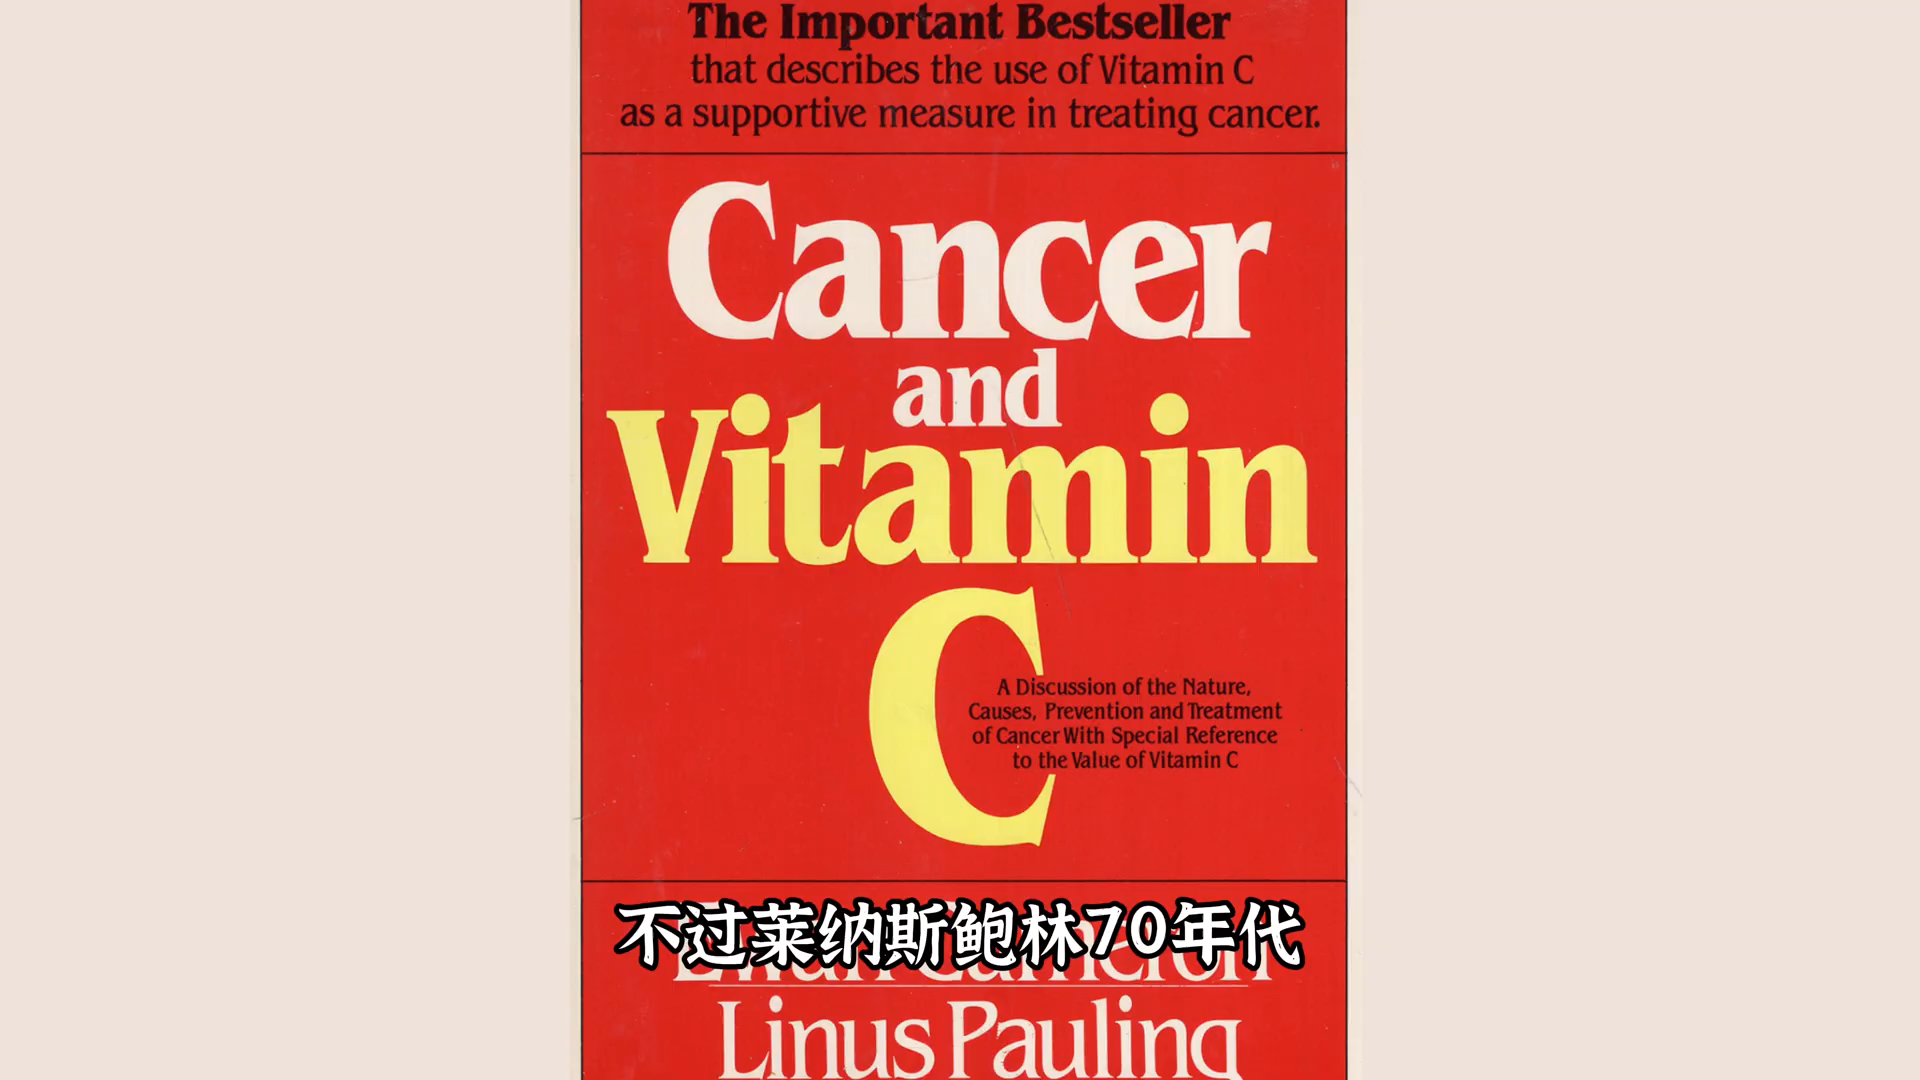 The Important Bestseller
that describes the use of Vitamin C
as a supportive measure in treating cancer.
Cancer
and
Vitamin
C
A Discussion of the Nature,
Causes, Prevention and Treatment
of Cancer With Special Reference
to the Value of Vitamin C
不过莱纳斯鲍林70年代
Cameron
Linus Pauling